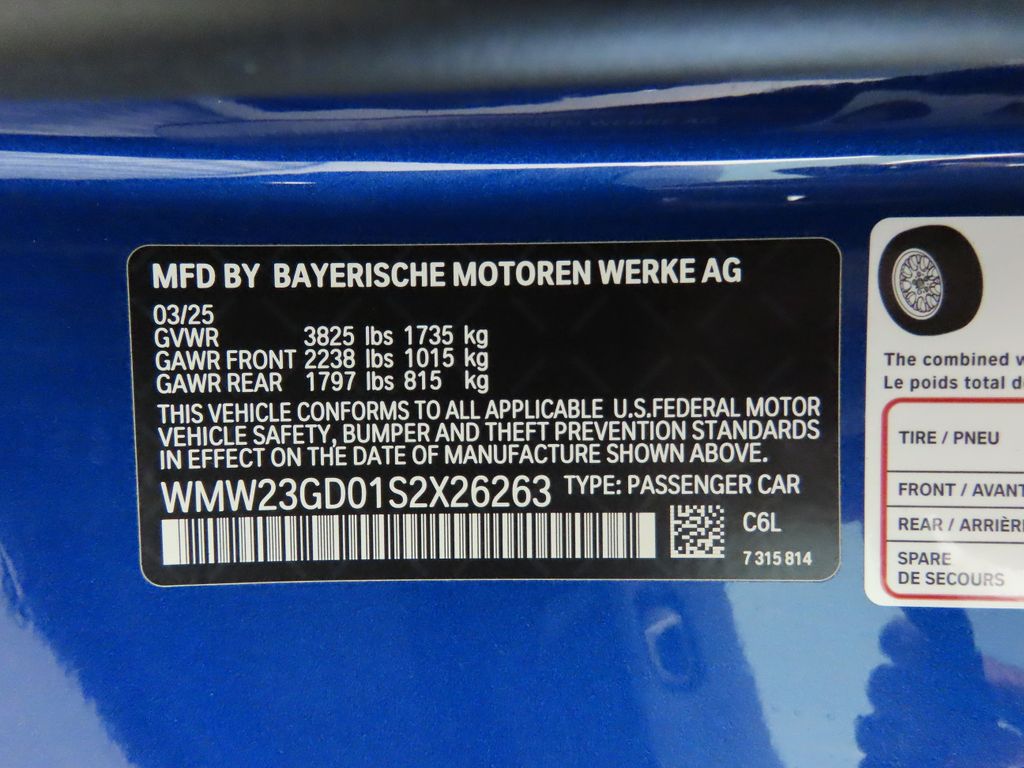 MFD BY BAYERISCHE MOTOREN WERKE AG
03/25
GVWR 3825 lbs 1735 kg
GAWR FRONT 2238 lbs 1015 kg
GAWR REAR 1797 lbs 815 kg
THIS VEHICLE CONFORMS TO ALL APPLICABLE U.S.FEDERAL MOTOR
VEHICLE SAFETY, BUMPER AND THEFT PREVENTION STANDARDS
IN EFFECT ON THE DATE OF MANUFACTURE SHOWN ABOVE.
WMW23GD01S2X26263 TYPE: PASSENGER CAR
C6L
7 315 814
The combined
Le poids total
TIRE / PNEU
FRONT / AVANT
REAR / ARRIÈRE
SPARE
DE SECOURS